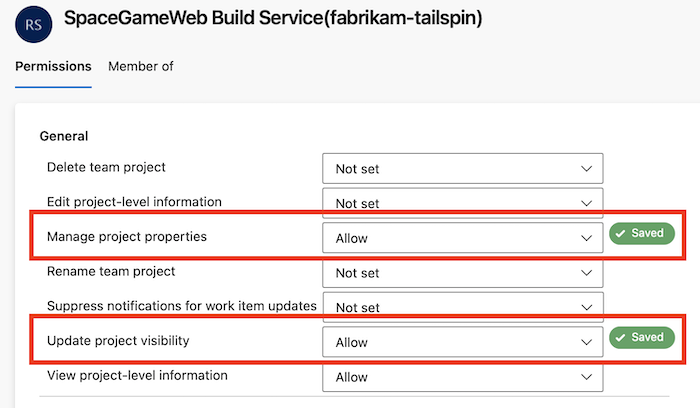 RS
SpaceGameWeb Build Service(fabrikam-tailspin)
Permissions Member of
General
Delete team project Not set
Edit project-level information Not set
Manage project properties Allow Saved
Rename team project Not set
Suppress notifications for work item updates Not set
Update project visibility Allow Saved
View project-level information Allow